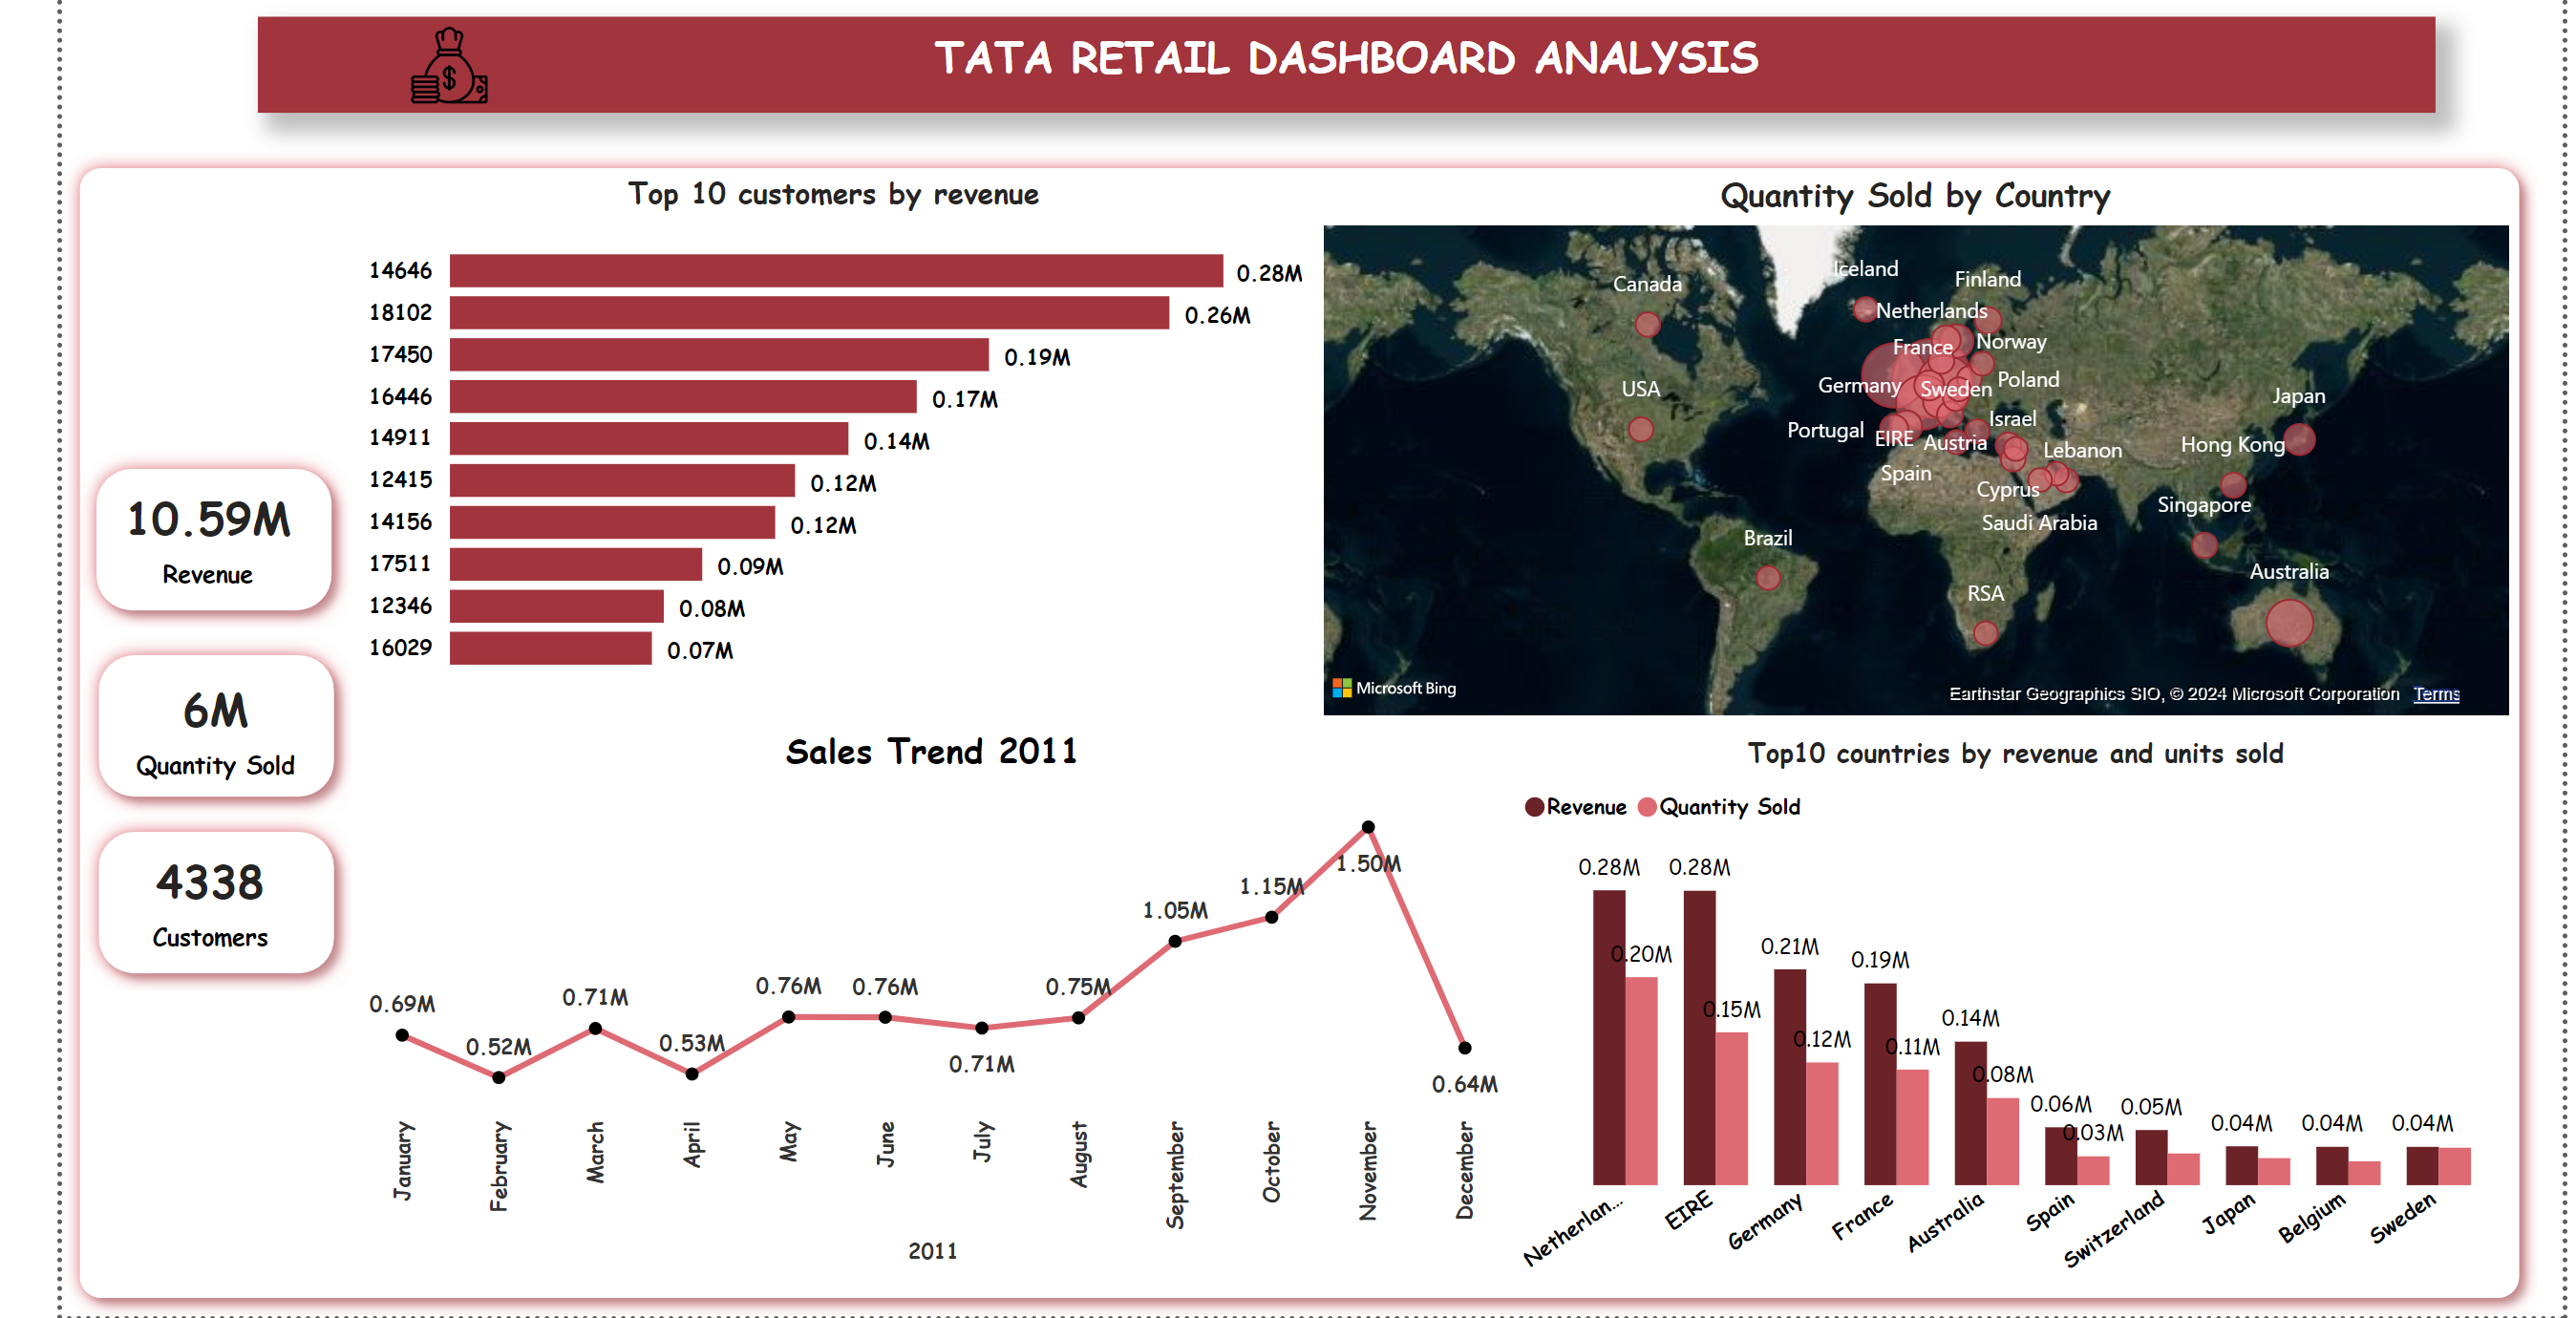 TATA RETAIL DASHBOARD ANALYSIS
Top 10 customers by revenue
14646 0.28M
18102 0.26M
17450 0.19M
16446 0.17M
14911 0.14M
12415 0.12M
14156 0.12M
17511 0.09M
12346 0.08M
16029 0.07M
Quantity Sold by Country
Iceland
Finland
Canada
Netherlands
Norway
France
Poland
Germany
Sweden
USA
Japan
Israel
Portugal
EIRE
Austria
Lebanon
Hong Kong
Spain
Cyprus
Singapore
Saudi Arabia
Brazil
Australia
RSA
Microsoft Bing
Earthstar Geographics SIO, © 2024 Microsoft Corporation Terms
10.59M
Revenue
6M
Quantity Sold
4338
Customers
Sales Trend 2011
0.69M
0.52M
0.71M
0.53M
0.76M
0.76M
0.71M
0.75M
1.05M
1.15M
1.50M
0.64M
January
February
March
April
May
June
July
August
September
October
November
December
2011
Top10 countries by revenue and units sold
Revenue Quantity Sold
0.28M
0.20M
0.28M
0.15M
0.21M
0.12M
0.19M
0.11M
0.14M
0.08M
0.06M
0.03M
0.05M
0.04M
0.04M
0.04M
Netherlan...
EIRE
Germany
France
Australia
Spain
Switzerland
Japan
Belgium
Sweden